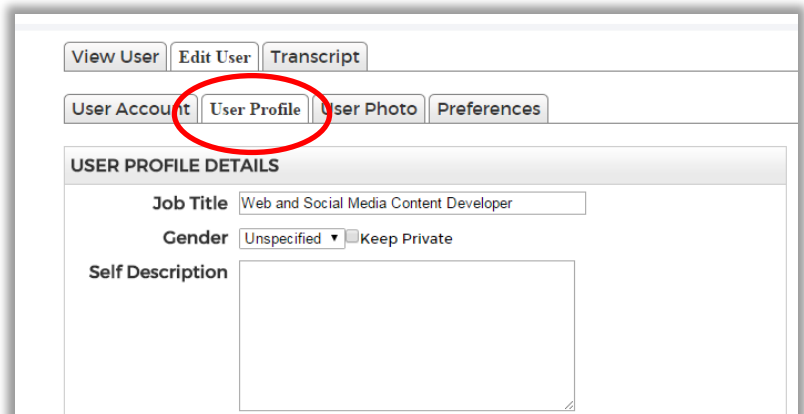 View User Edit User Transcript
User Account User Profile User Photo Preferences
USER PROFILE DETAILS
Job Title Web and Social Media Content Developer
Gender Unspecified Keep Private
Self Description